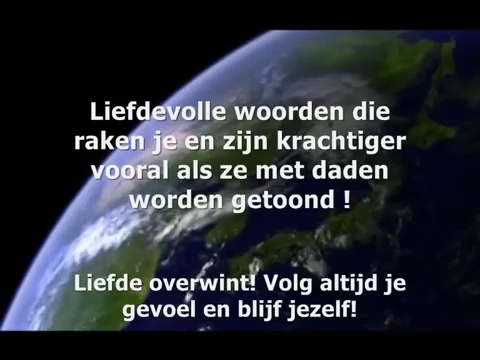 Liefdevolle woorden die
raken je en zijn krachtiger
vooral als ze met daden
worden getoond !
Liefde overwint! Volg altijd je
gevoel en blijf jezelf!